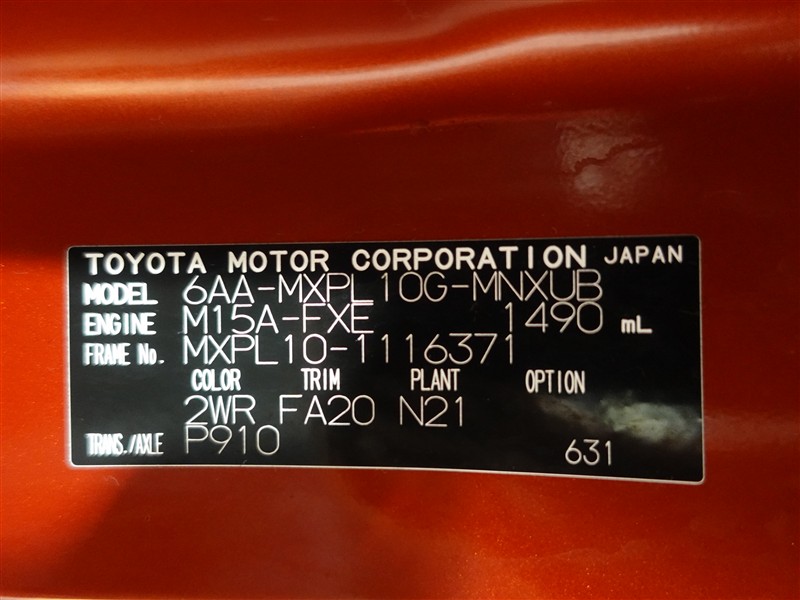 TOYOTA MOTOR CORPORATION JAPAN
MODEL 6AA-MXPL10G-MNXUB
ENGINE M15A-FXE 1490 mL
FRAME No. MXPL10-1116371
COLOR TRIM PLANT OPTION
2WR FA20 N21
TRANS./AXLE P910 631